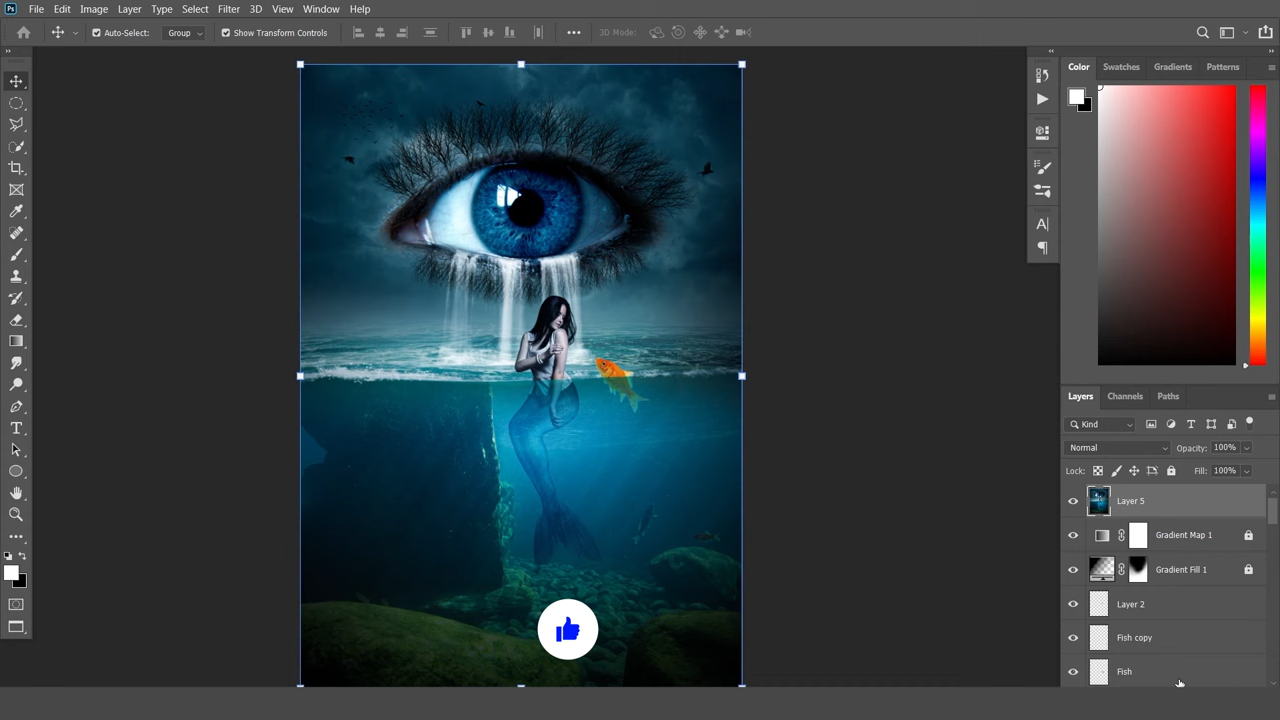 Ps File Edit Image Layer Type Select Filter 3D View Window Help
Auto-Select: Group Show Transform Controls 3D Mode:
Color Swatches Gradients Patterns
Layers Channels Paths
Kind
Normal Opacity: 100%
Lock: Fill: 100%
Layer 5
Gradient Map 1
Gradient Fill 1
Layer 2
Fish copy
Fish